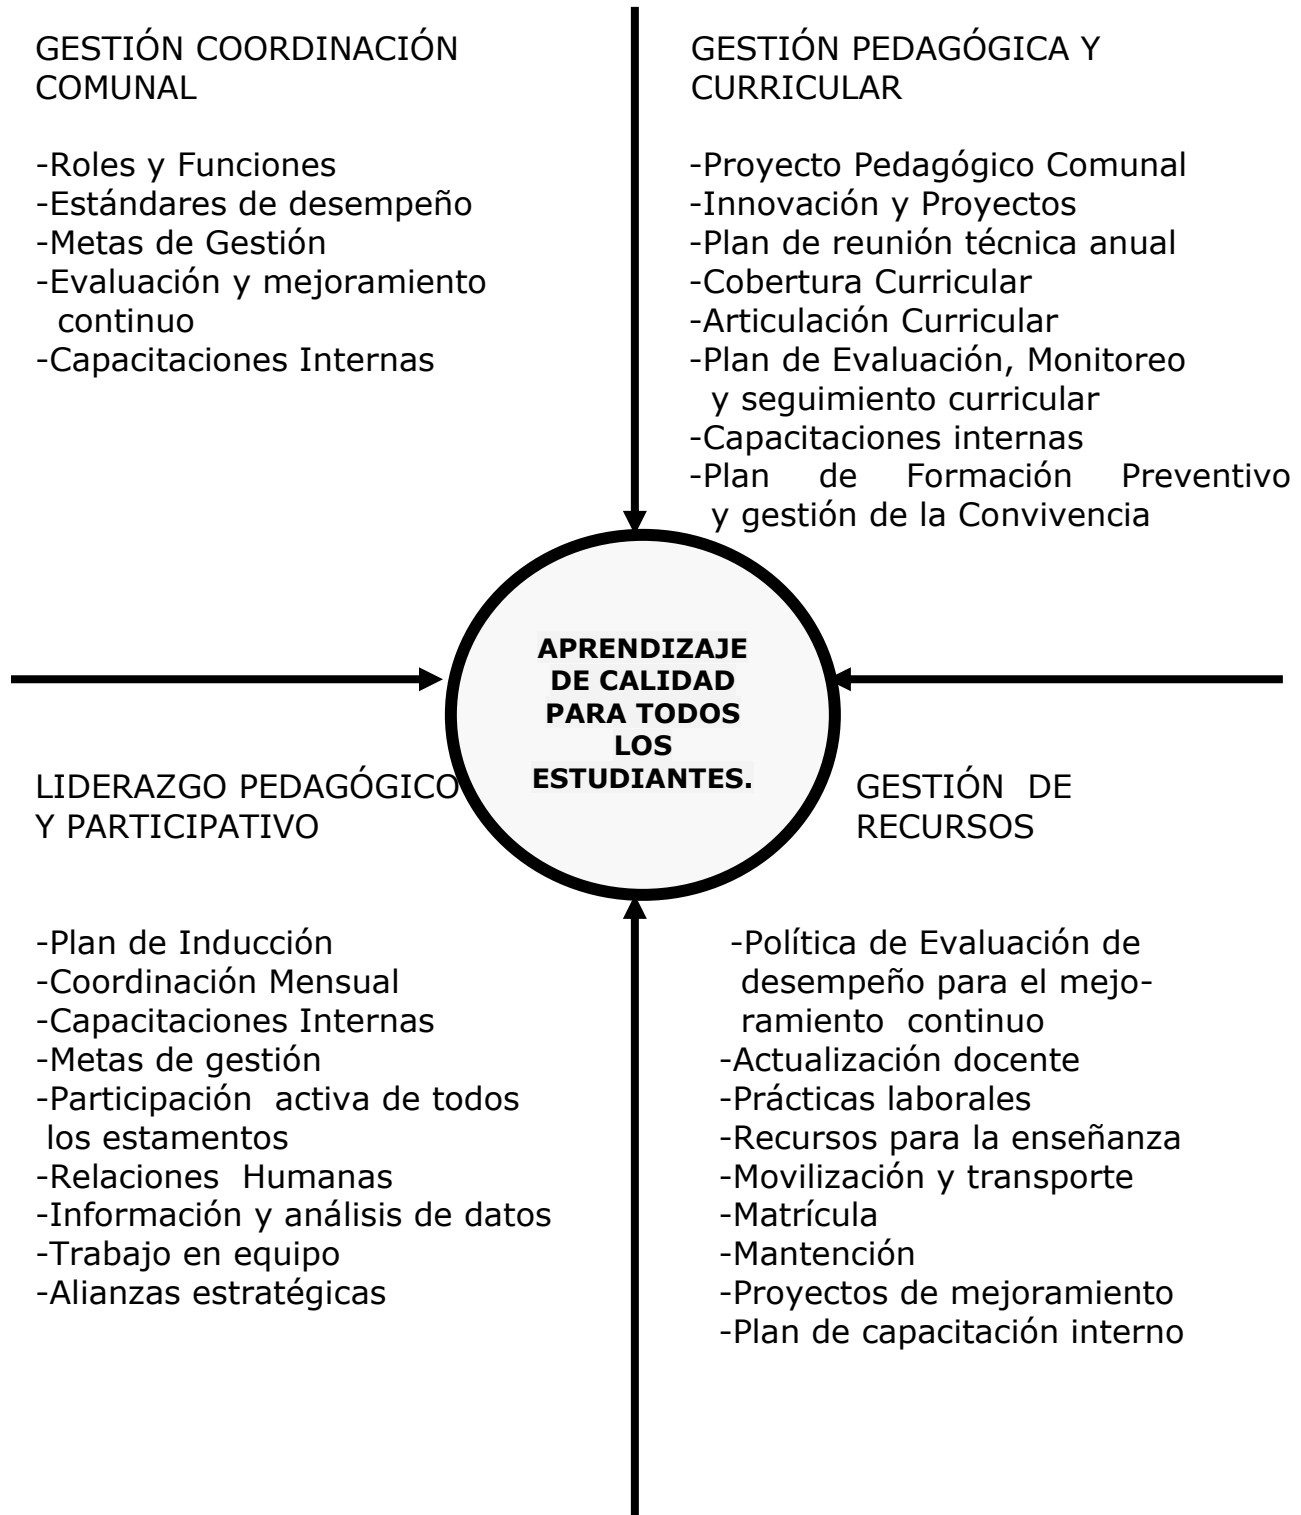 GESTIÓN COORDINACIÓN
COMUNAL
-Roles y Funciones
-Estándares de desempeño
-Metas de Gestión
-Evaluación y mejoramiento
continuo
-Capacitaciones Internas
GESTIÓN PEDAGÓGICA Y
CURRICULAR
-Proyecto Pedagógico Comunal
-Innovación y Proyectos
-Plan de reunión técnica anual
-Cobertura Curricular
-Articulación Curricular
-Plan de Evaluación, Monitoreo
y seguimiento curricular
-Capacitaciones internas
-Plan de Formación Preventivo
y gestión de la Convivencia
APRENDIZAJE
DE CALIDAD
PARA TODOS
LOS
ESTUDIANTES.
LIDERAZGO PEDAGÓGICO
Y PARTICIPATIVO
-Plan de Inducción
-Coordinación Mensual
-Capacitaciones Internas
-Metas de gestión
-Participación activa de todos
los estamentos
-Relaciones Humanas
-Información y análisis de datos
-Trabajo en equipo
-Alianzas estratégicas
GESTIÓN DE
RECURSOS
-Política de Evaluación de
desempeño para el mejo-
ramiento continuo
-Actualización docente
-Prácticas laborales
-Recursos para la enseñanza
-Movilización y transporte
-Matrícula
-Mantención
-Proyectos de mejoramiento
-Plan de capacitación interno